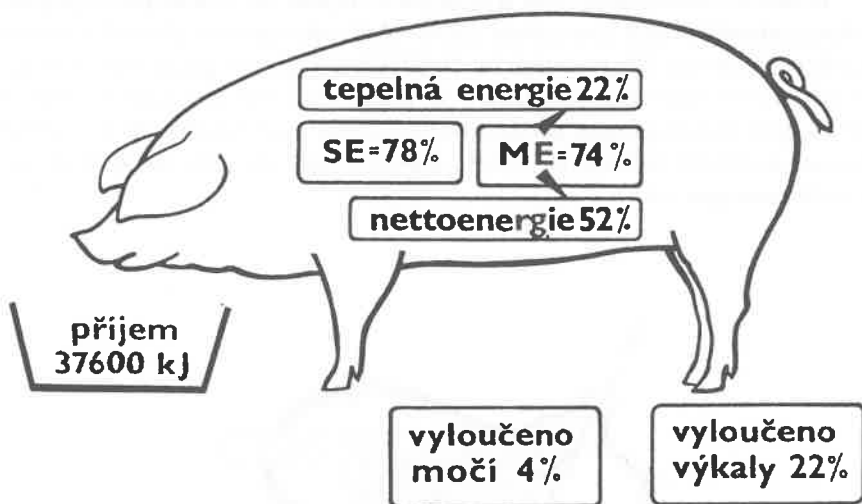 tepelná energie 22%
SE=78%
ME=74%
nettoenergie 52%
příjem
37600 kJ
vyloučeno
močí 4%
vyloučeno
výkaly 22%